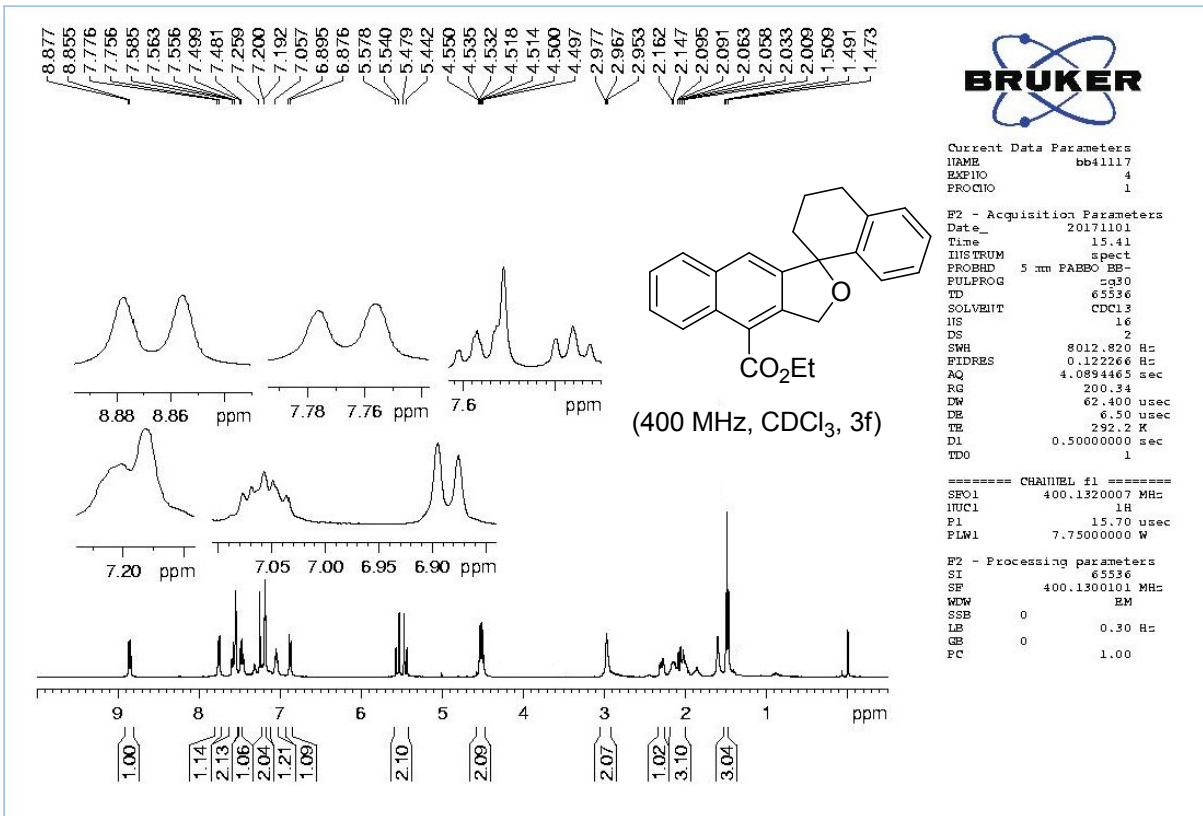 8.877 8.855 7.776 7.756 7.585 7.563 7.556 7.499 7.481 7.259 7.200 7.192 7.057 6.895 6.876 5.578 5.540 5.479 5.442 4.550 4.535 4.532 4.518 4.514 4.500 4.497 2.977 2.967 2.953 2.162 2.147 2.095 2.091 2.063 2.058 2.033 2.009 1.509 1.491 1.473
BRUKER
Current Data Parameters
NAME bb41117
EXPNO 4
PROCNO 1
F2 - Acquisition Parameters
Date_ 20171101
Time 15.41
INSTRUM spect
PROBHD 5 mm PABBO BB-
PULPROG zg30
TD 65536
SOLVENT CDCl3
NS 16
DS 2
SWH 8012.820 Hz
FIDRES 0.122266 Hz
AQ 4.0894465 sec
RG 200.34
DW 62.400 usec
DE 6.50 usec
TE 292.2 K
D1 0.50000000 sec
TD0 1
======== CHANNEL f1 ========
SFO1 400.1320007 MHz
NUC1 1H
P1 15.70 usec
PLW1 7.75000000 W
F2 - Processing parameters
SI 65536
SF 400.1300101 MHz
WDW EM
SSB 0
LB 0.30 Hz
GB 0
PC 1.00
O
CO2Et
(400 MHz, CDCl3, 3f)
8.88 8.86 ppm
7.78 7.76 ppm
7.6 ppm
7.20 ppm
7.05 7.00 6.95 6.90 ppm
9 8 7 6 5 4 3 2 1 ppm
1.00 1.14 2.13 1.06 2.04 1.21 1.09 2.10 2.09 2.07 1.02 3.10 3.04